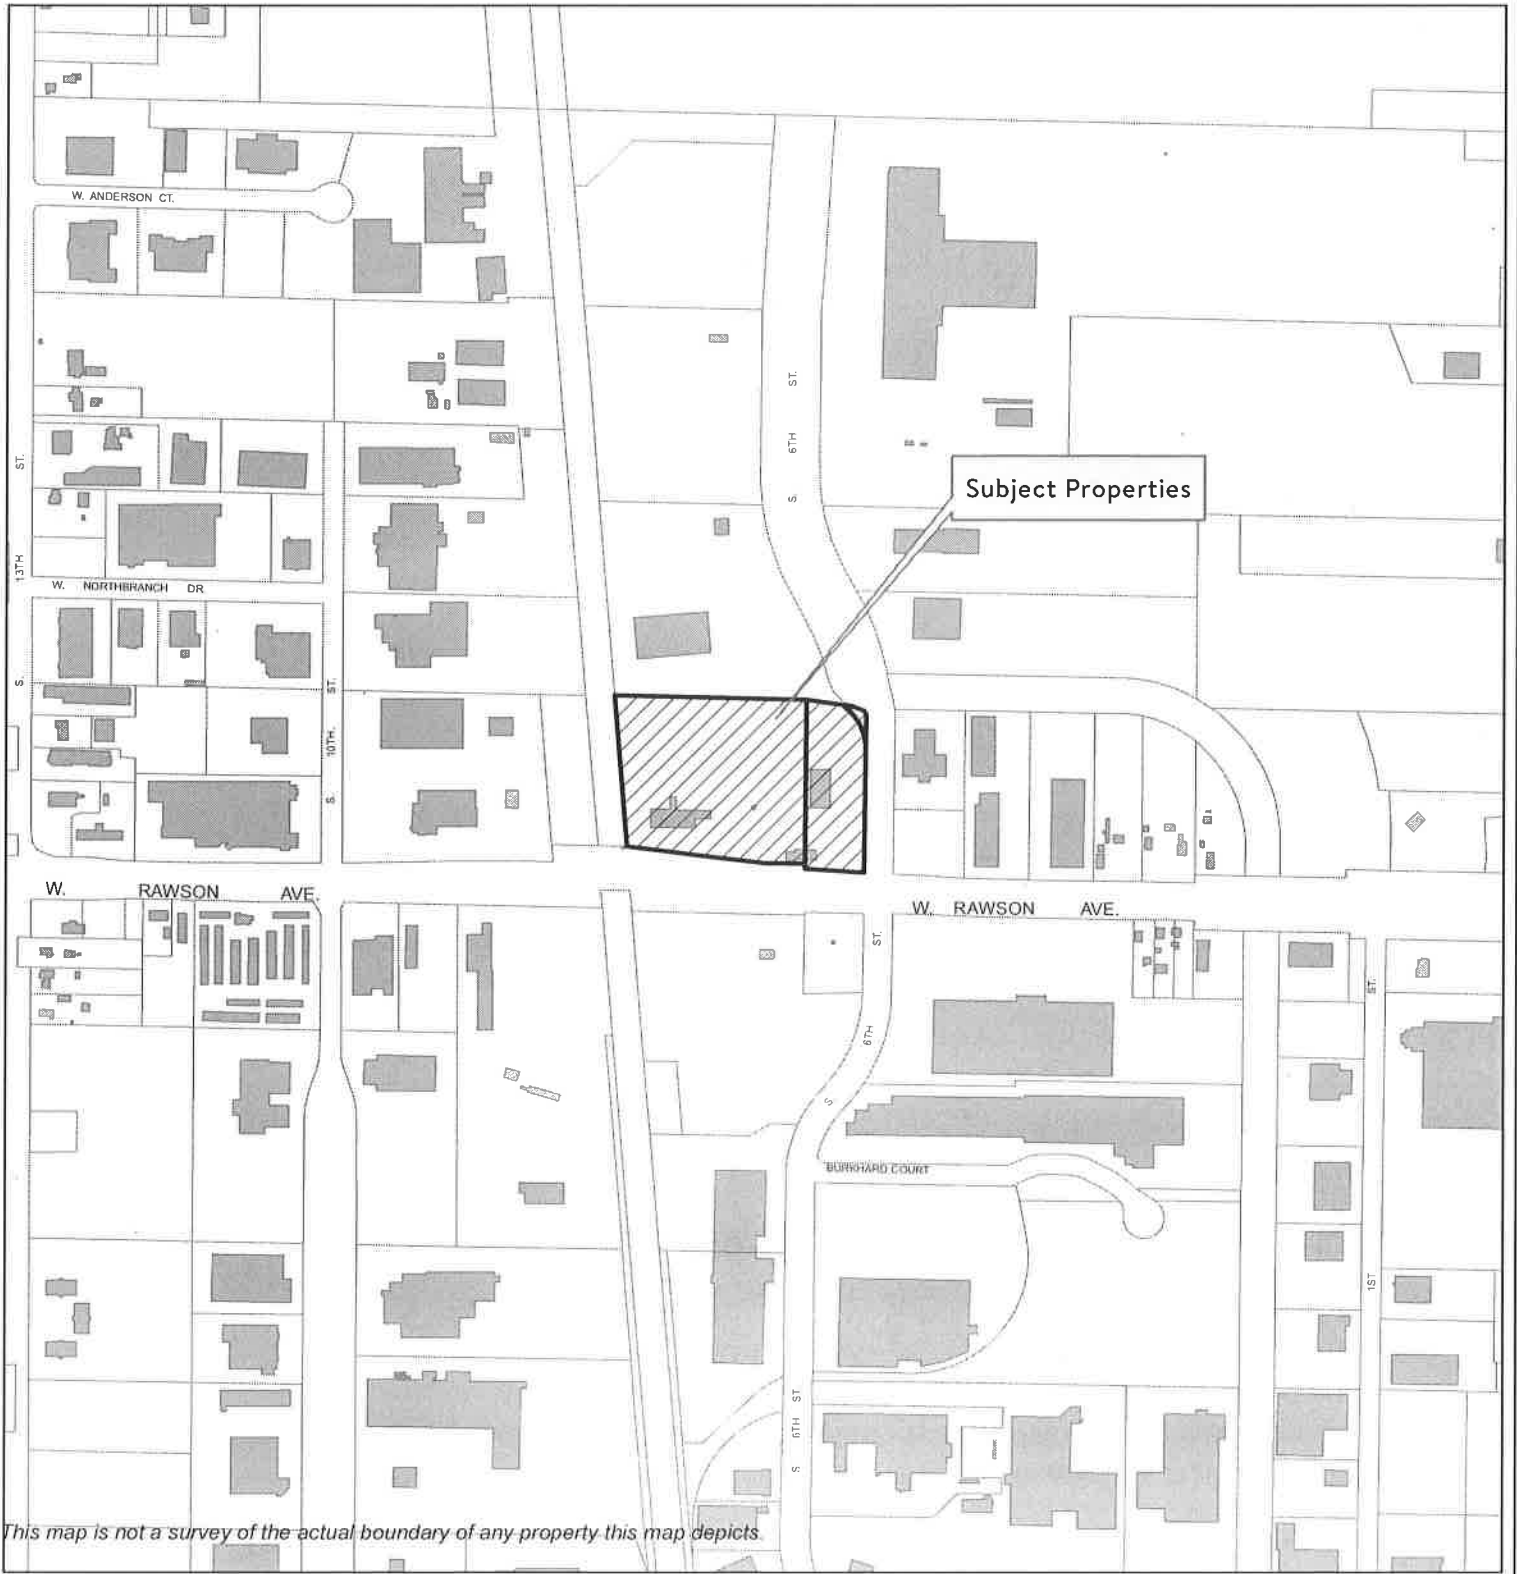 W. ANDERSON CT.
S. 6TH ST.
Subject Properties
S. 13TH ST.
W. NORTHBRANCH DR
S. 10TH. ST.
W. RAWSON AVE.
W. RAWSON AVE.
S 6TH ST.
BURKHARD COURT
1ST ST.
S 6TH ST
This map is not a survey of the actual boundary of any property this map depicts.